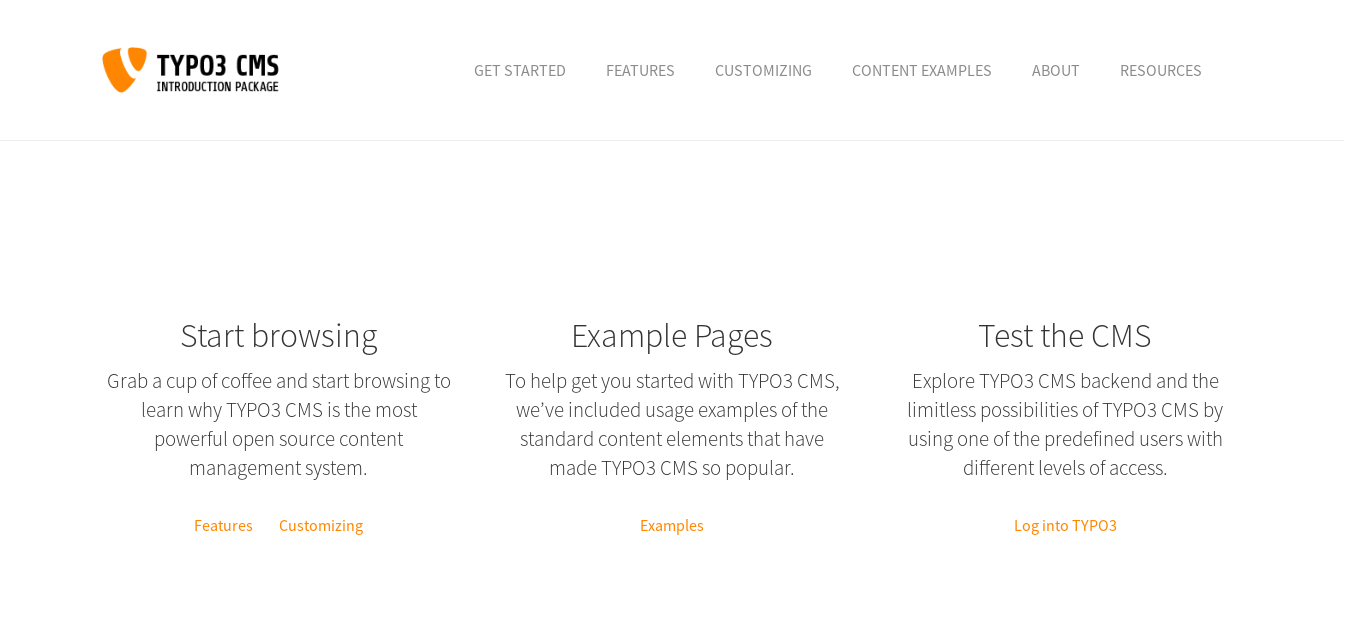 TYPO3 CMS
INTRODUCTION PACKAGE
GET STARTED FEATURES CUSTOMIZING CONTENT EXAMPLES ABOUT RESOURCES
Start browsing
Grab a cup of coffee and start browsing to
learn why TYPO3 CMS is the most
powerful open source content
management system.
Features Customizing
Example Pages
To help get you started with TYPO3 CMS,
we’ve included usage examples of the
standard content elements that have
made TYPO3 CMS so popular.
Examples
Test the CMS
Explore TYPO3 CMS backend and the
limitless possibilities of TYPO3 CMS by
using one of the predefined users with
different levels of access.
Log into TYPO3